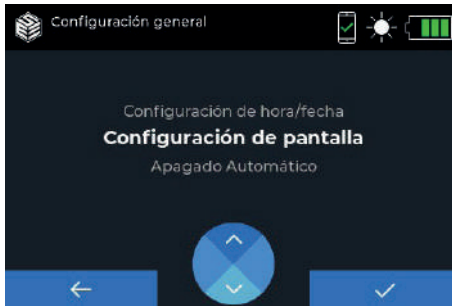 Configuración general
Configuración de hora/fecha
Configuración de pantalla
Apagado Automático